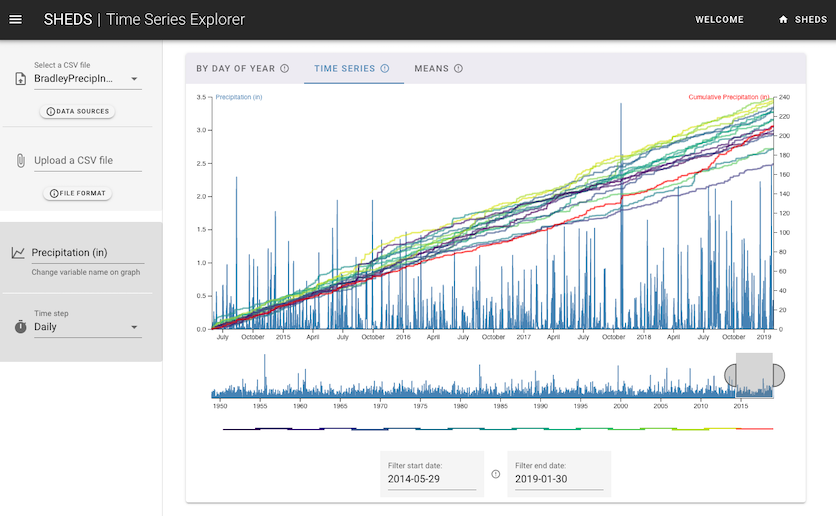 SHEDS | Time Series Explorer
WELCOME
SHEDS
Select a CSV file
BradleyPrecipIn...
DATA SOURCES
Upload a CSV file
FILE FORMAT
Precipitation (in)
Change variable name on graph
Time step
Daily
BY DAY OF YEAR
TIME SERIES
MEANS
Precipitation (in)
Cumulative Precipitation (in)
3.5
3.0
2.5
2.0
1.5
1.0
0.5
0.0
240
220
200
180
160
140
120
100
80
60
40
20
0
July October 2015 April July October 2016 April July October 2017 April July October 2018 April July October 2019
1950 1955 1960 1965 1970 1975 1980 1985 1990 1995 2000 2005 2010 2015
Filter start date:
2014-05-29
Filter end date:
2019-01-30